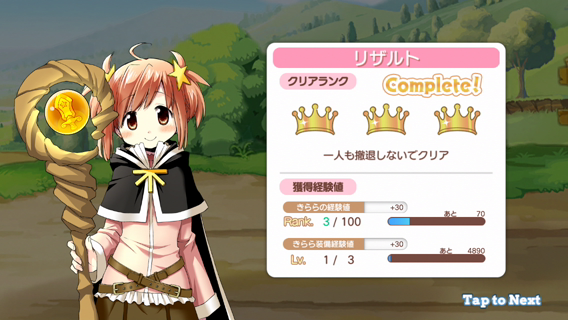 リザルト
クリアランク
Complete!
一人も撤退しないでクリア
獲得経験値
きららの経験値 +30
Rank. 3 / 100 あと 70
きらら装備経験値 +30
Lv. 1 / 3 あと 4890
Tap to Next